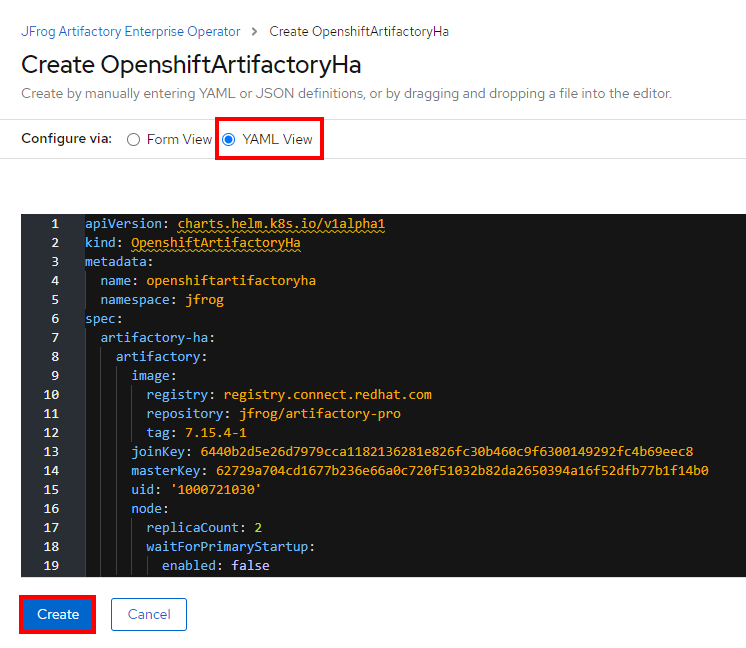 JFrog Artifactory Enterprise Operator > Create OpenshiftArtifactoryHa
Create OpenshiftArtifactoryHa
Create by manually entering YAML or JSON definitions, or by dragging and dropping a file into the editor.
Configure via: Form View YAML View
1 apiVersion: charts.helm.k8s.io/v1alpha1
2 kind: OpenshiftArtifactoryHa
3 metadata:
4 name: openshiftartifactoryha
5 namespace: jfrog
6 spec:
7 artifactory-ha:
8 artifactory:
9 image:
10 registry: registry.connect.redhat.com
11 repository: jfrog/artifactory-pro
12 tag: 7.15.4-1
13 joinKey: 6440b2d5e26d7979cca1182136281e826fc30b460c9f6300149292fc4b69eec8
14 masterKey: 62729a704cd1677b236e66a0c720f51032b82da2650394a16f52dfb77b1f14b0
15 uid: '1000721030'
16 node:
17 replicaCount: 2
18 waitForPrimaryStartup:
19 enabled: false
Create Cancel